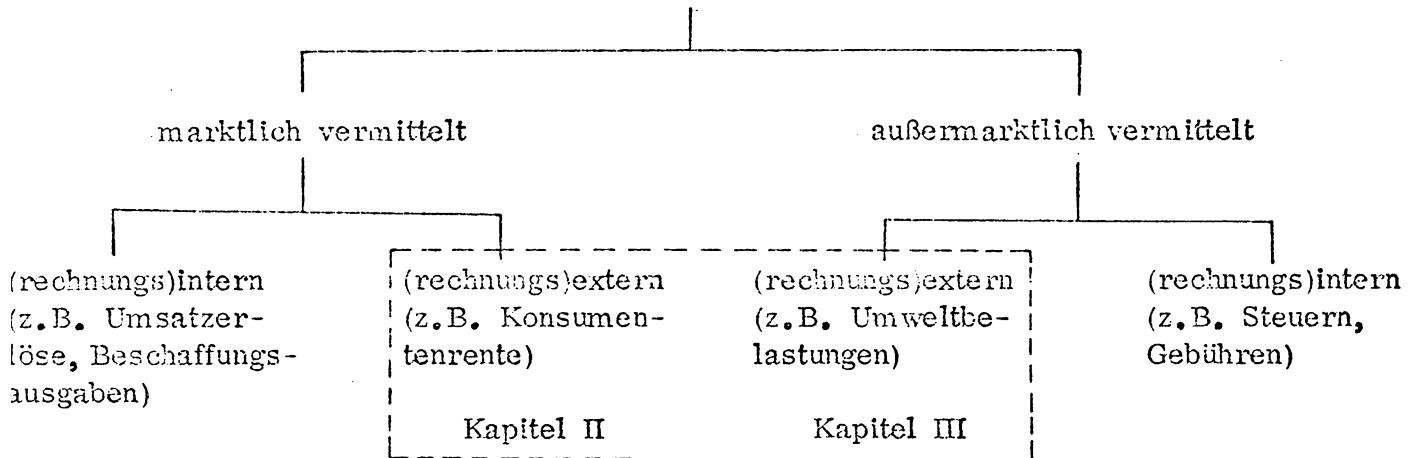 marktlich vermittelt
außermarktlich vermittelt
(rechnungs)intern
(z.B. Umsatzer-
löse, Beschaffungs-
ausgaben)
(rechnungs)extern
(z.B. Konsumen-
tenrente)
Kapitel II
(rechnungs)extern
(z.B. Umweltbe-
lastungen)
Kapitel III
(rechnungs)intern
(z.B. Steuern,
Gebühren)